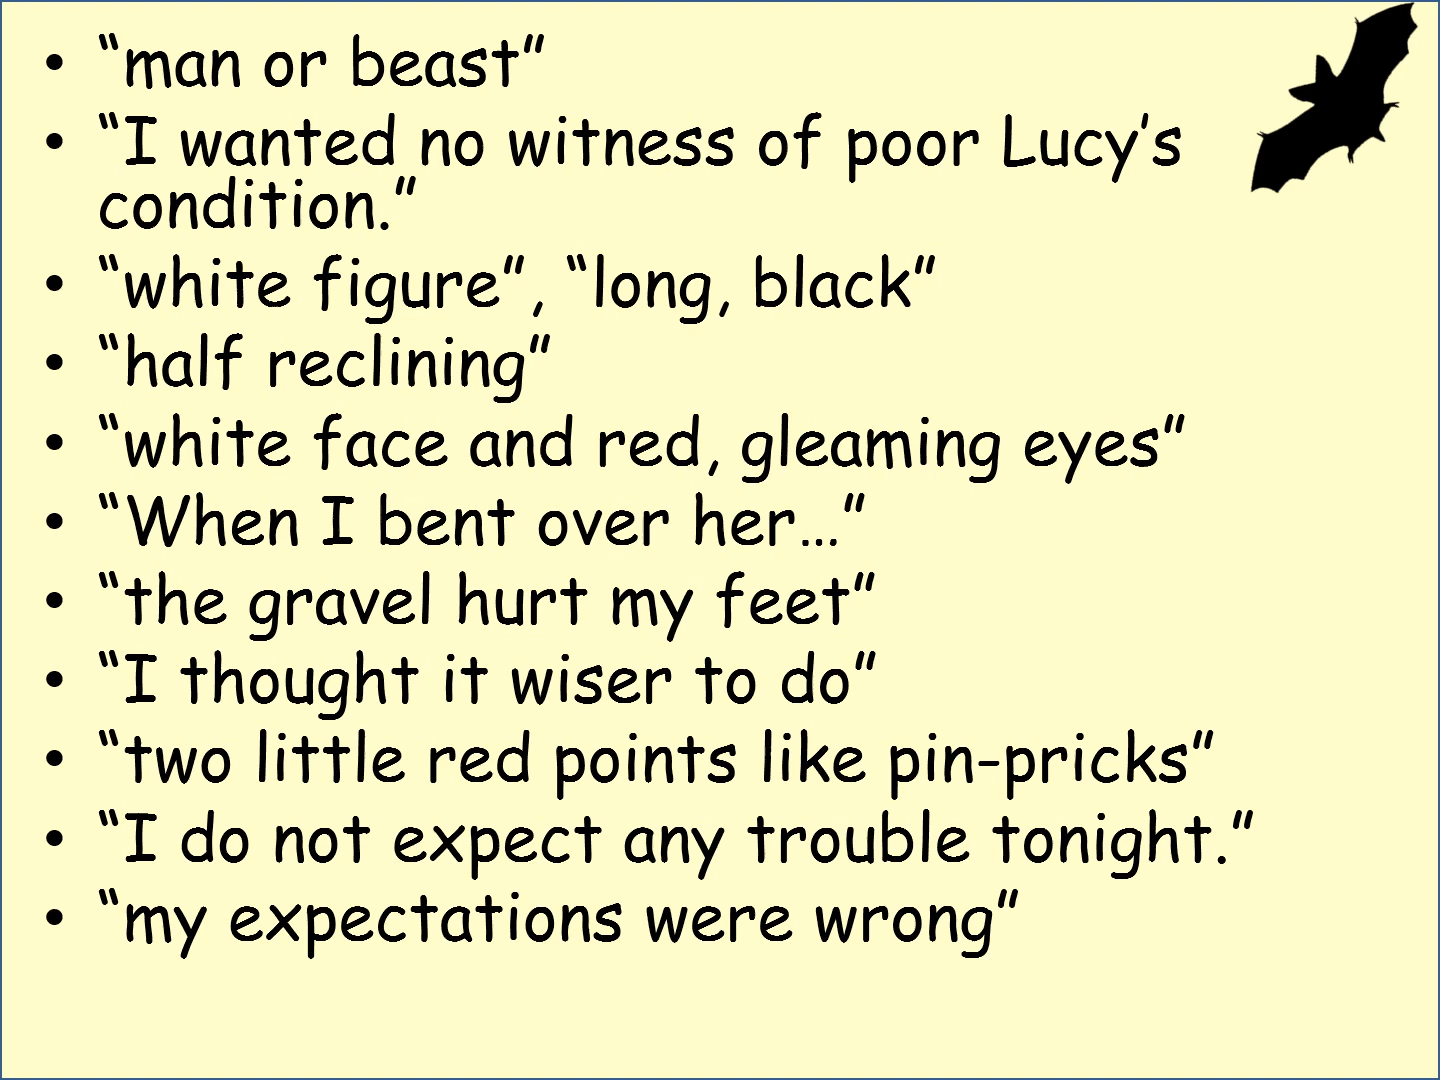 • “man or beast”
• “I wanted no witness of poor Lucy’s
condition.”
• “white figure”, “long, black”
• “half reclining”
• “white face and red, gleaming eyes”
• “When I bent over her…”
• “the gravel hurt my feet”
• “I thought it wiser to do”
• “two little red points like pin-pricks”
• “I do not expect any trouble tonight.”
• “my expectations were wrong”